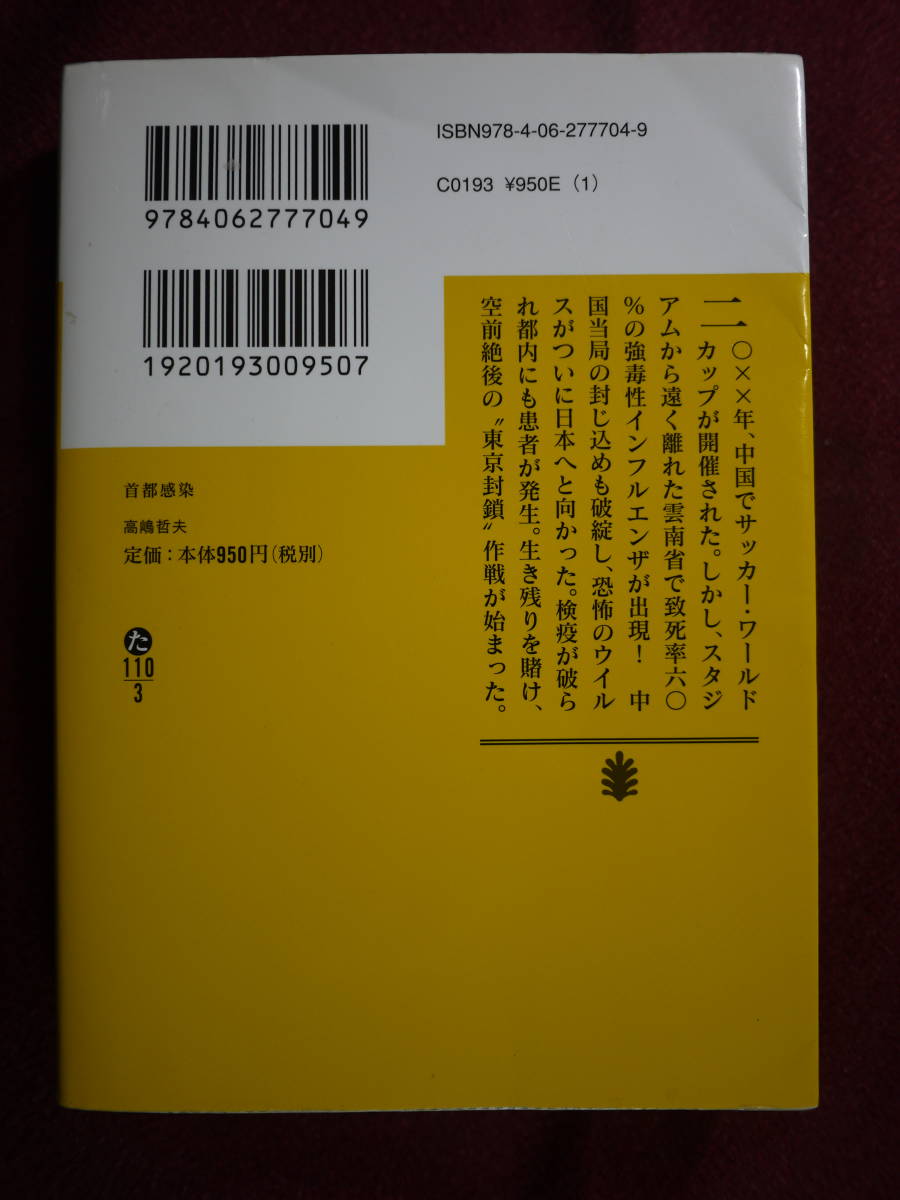 ISBN978-4-06-277704-9
C0193 ¥950E (1)
9784062777049
1920193009507
二〇××年、中国でサッカー・ワールド
カップが開催された。しかし、スタジ
アムから遠く離れた雲南省で致死率六〇
%の強毒性インフルエンザが出現! 中
国当局の封じ込めも破綻し、恐怖のウイル
スがついに日本へと向かった。検疫が破ら
れ都内にも患者が発生。生き残りを賭け、
空前絶後の〝東京封鎖〟作戦が始まった。
首都感染
高嶋哲夫
定価:本体950円(税別)
た
110
3